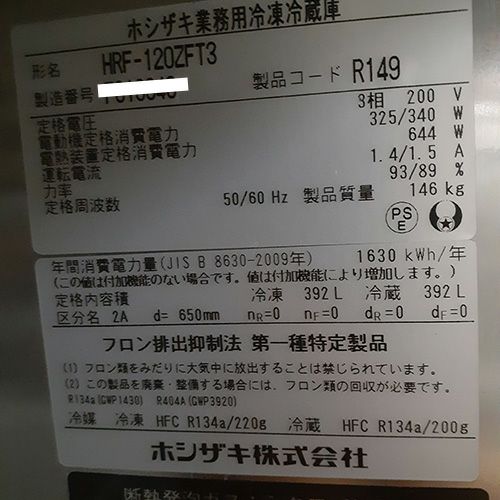 ホシザキ業務用冷凍冷蔵庫
形名 HRF-120ZFT3
製造番号
製品コード R149
定格電圧 3相 200 V
電動機定格消費電力 325/340 W
電熱装置定格消費電力 644 W
運転電流 1.4/1.5 A
力率 93/89 %
定格周波数 50/60 Hz 製品質量 146 kg
PS
E
年間消費電力量(JIS B 8630-2009年) 1630 kWh/年
(この値は付加機能のない場合です。値は付加機能により増加します。)
定格内容積 冷凍 392 L 冷蔵 392 L
区分名 2A d= 650mm nR=0 nF=0 dR=0 dF=0
フロン排出抑制法 第一種特定製品
(1) フロン類をみだりに大気中に放出することは禁じられています。
(2) この製品を廃棄・整備する場合には、フロン類の回収が必要です。
R134a(GWP1430) R404A(GWP3920)
冷媒 冷凍 HFC R134a/220g 冷蔵 HFC R134a/200g
ホシザキ株式会社